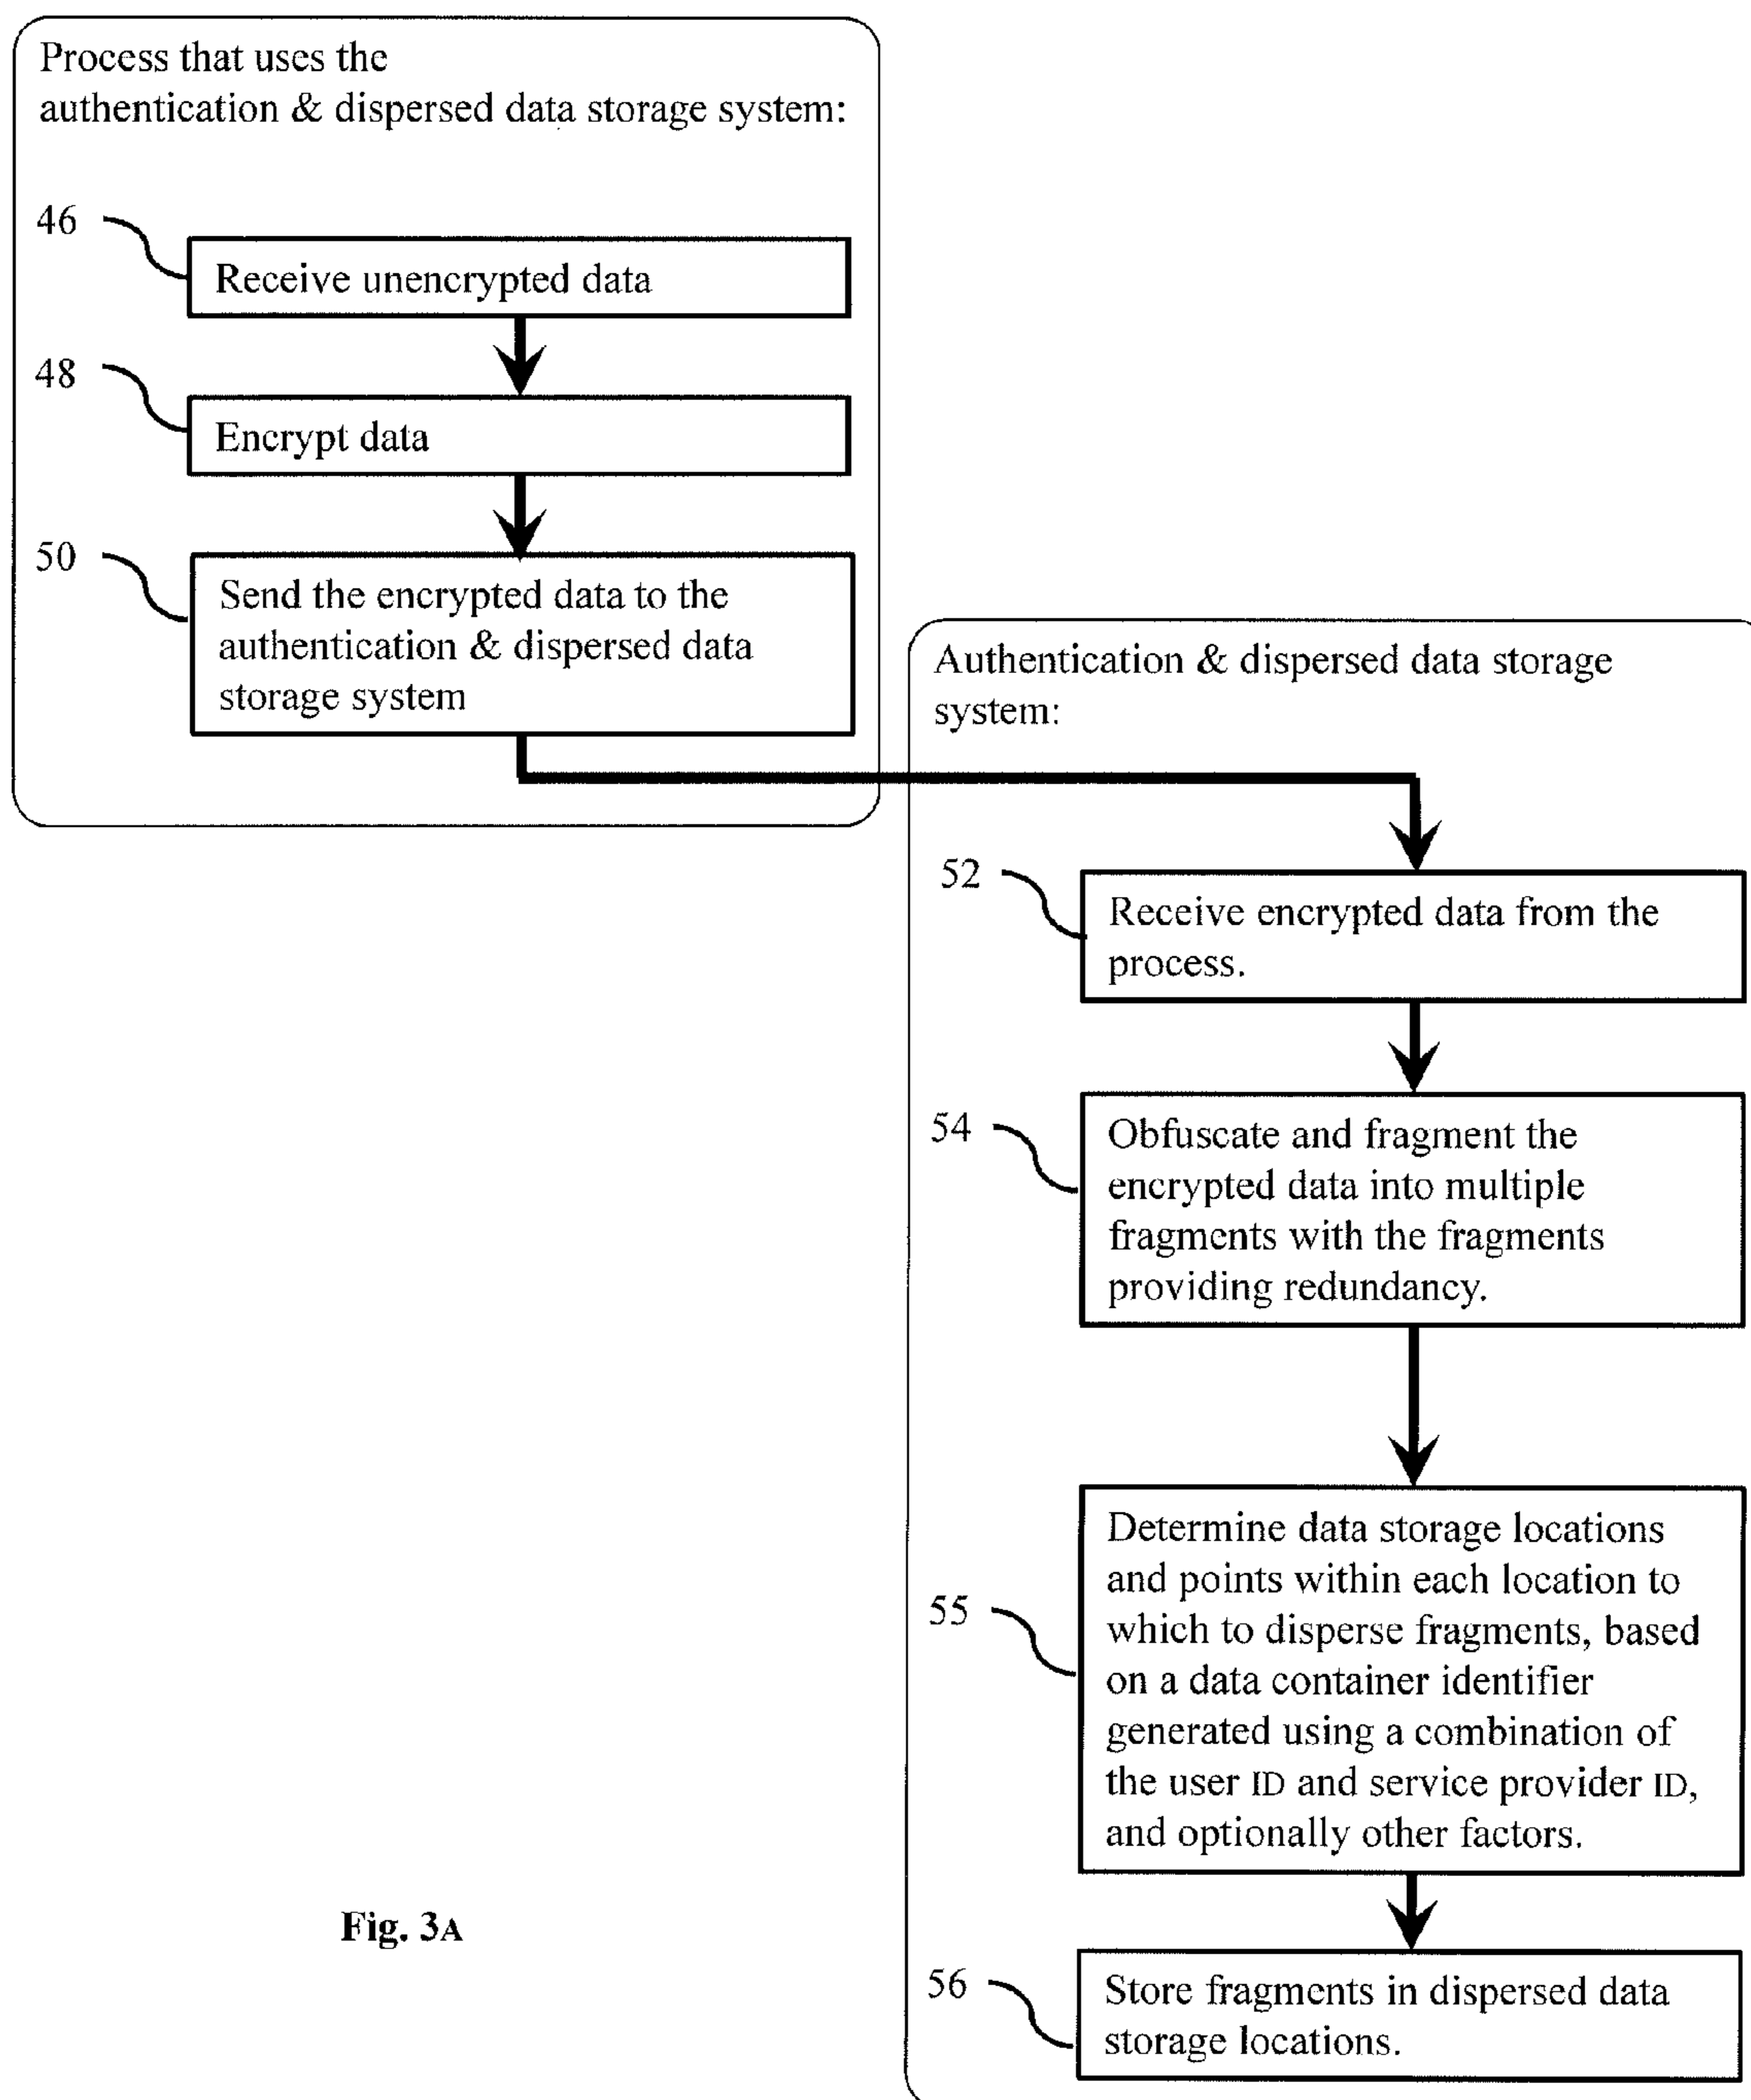 Process that uses the
authentication & dispersed data storage system:
46
Receive unencrypted data
48
Encrypt data
50
Send the encrypted data to the
authentication & dispersed data
storage system
Authentication & dispersed data storage
system:
52
Receive encrypted data from the
process.
54
Obfuscate and fragment the
encrypted data into multiple
fragments with the fragments
providing redundancy.
55
Determine data storage locations
and points within each location to
which to disperse fragments, based
on a data container identifier
generated using a combination of
the user ID and service provider ID,
and optionally other factors.
56
Store fragments in dispersed data
storage locations.
Fig. 3A